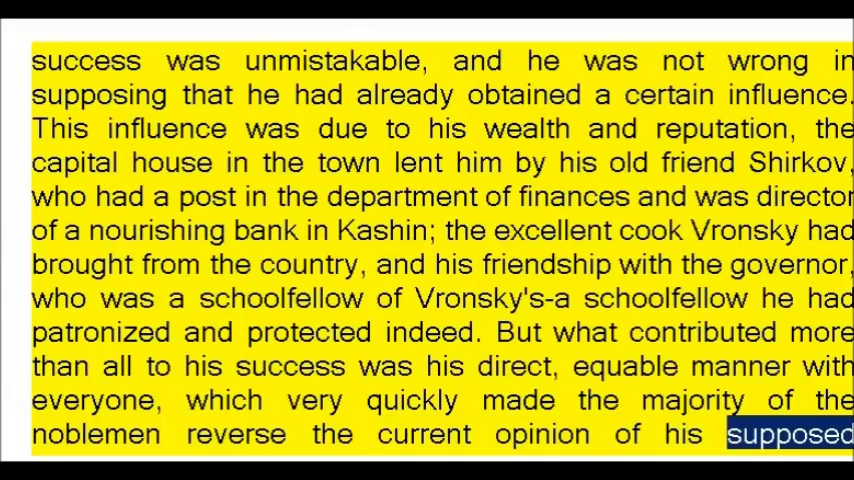 success was unmistakable, and he was not wrong in
supposing that he had already obtained a certain influence.
This influence was due to his wealth and reputation, the
capital house in the town lent him by his old friend Shirkov,
who had a post in the department of finances and was director
of a nourishing bank in Kashin; the excellent cook Vronsky had
brought from the country, and his friendship with the governor,
who was a schoolfellow of Vronsky's-a schoolfellow he had
patronized and protected indeed. But what contributed more
than all to his success was his direct, equable manner with
everyone, which very quickly made the majority of the
noblemen reverse the current opinion of his supposed